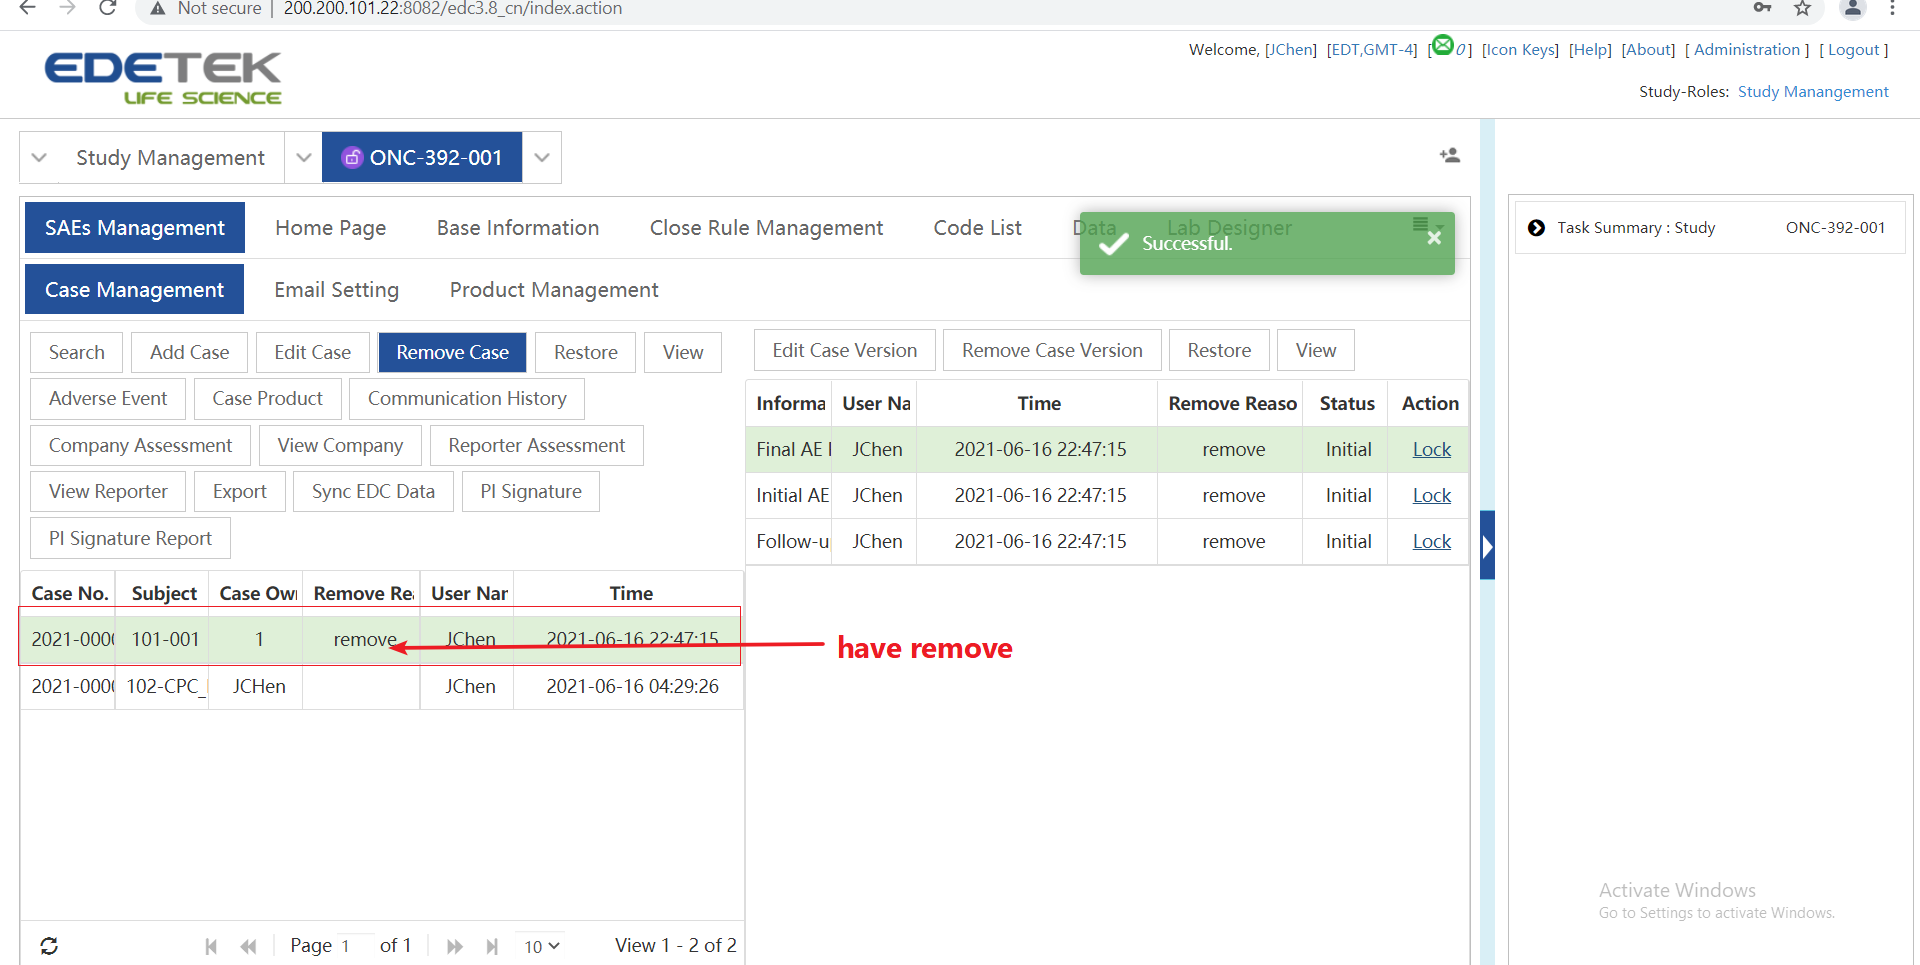 Not secure | 200.200.101.22:8082/edc3.8_cn/index.action
EDETEK
LIFE SCIENCE
Welcome, [JChen] [EDT,GMT-4] [ 0 ] [Icon Keys] [Help] [About] [ Administration ] [ Logout ]
Study-Roles: Study Manangement
Study Management
ONC-392-001
SAEs Management Home Page Base Information Close Rule Management Code List Data Lab Designer
Successful.
Task Summary : Study ONC-392-001
Case Management Email Setting Product Management
Search Add Case Edit Case Remove Case Restore View
Adverse Event Case Product Communication History
Company Assessment View Company Reporter Assessment
View Reporter Export Sync EDC Data PI Signature
PI Signature Report
Case No. Subject Case Ow Remove Rea User Nar Time
2021-000 101-001 1 remove JChen 2021-06-16 22:47:15
2021-000 102-CPC_ JCHen JChen 2021-06-16 04:29:26
have remove
Edit Case Version Remove Case Version Restore View
Informa User Na Time Remove Reaso Status Action
Final AE JChen 2021-06-16 22:47:15 remove Initial Lock
Initial AE JChen 2021-06-16 22:47:15 remove Initial Lock
Follow-u JChen 2021-06-16 22:47:15 remove Initial Lock
Page 1 of 1 10 View 1 - 2 of 2
Activate Windows
Go to Settings to activate Windows.